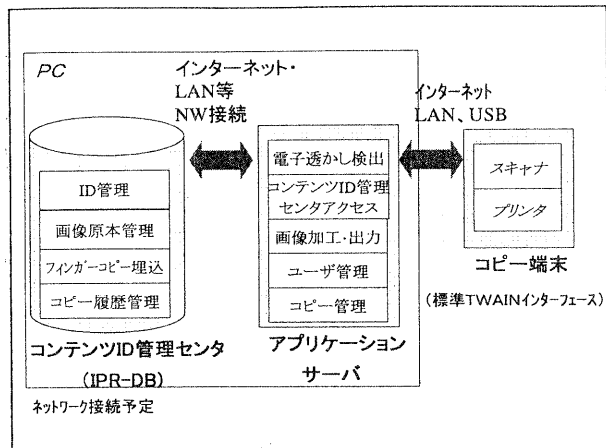 PC
インターネット・
LAN等
NW接続
インターネット
LAN、USB
ID管理
画像原本管理
フィンガーコピー埋込
コピー履歴管理
電子透かし検出
コンテンツID管理
センタアクセス
画像加工・出力
ユーザ管理
コピー管理
スキャナ
プリンタ
コピー端末
(標準TWAINインターフェース)
コンテンツID管理センタ
(IPR-DB)
アプリケーション
サーバ
ネットワーク接続予定